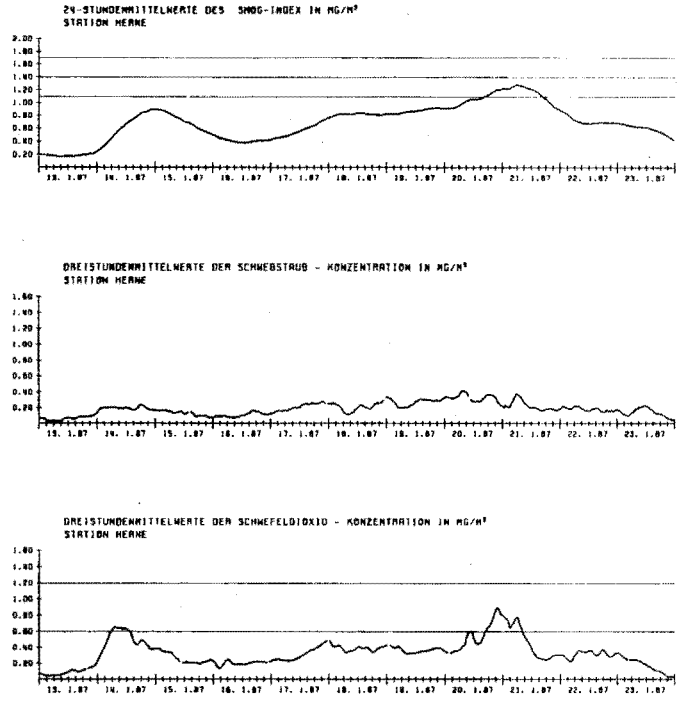 24-STUNDENMITTELWERTE DES SMOG-INDEX IN MG/M³
STATION HERNE
2.00
1.60
1.40
1.20
1.00
0.80
0.60
0.40
0.20
13. 1.87 14. 1.87 15. 1.87 16. 1.87 17. 1.87 18. 1.87 19. 1.87 20. 1.87 21. 1.87 22. 1.87 23. 1.87
DREISTUNDENMITTELWERTE DER SCHWEBSTAUB - KONZENTRATION IN MG/M³
STATION HERNE
1.60
1.40
1.20
1.00
0.80
0.60
0.40
0.20
13. 1.87 14. 1.87 15. 1.87 16. 1.87 17. 1.87 18. 1.87 19. 1.87 20. 1.87 21. 1.87 22. 1.87 23. 1.87
DREISTUNDENMITTELWERTE DER SCHWEFELDIOXID - KONZENTRATION IN MG/M³
STATION HERNE
1.60
1.40
1.20
1.00
0.80
0.60
0.40
0.20
13. 1.87 14. 1.87 15. 1.87 16. 1.87 17. 1.87 18. 1.87 19. 1.87 20. 1.87 21. 1.87 22. 1.87 23. 1.87